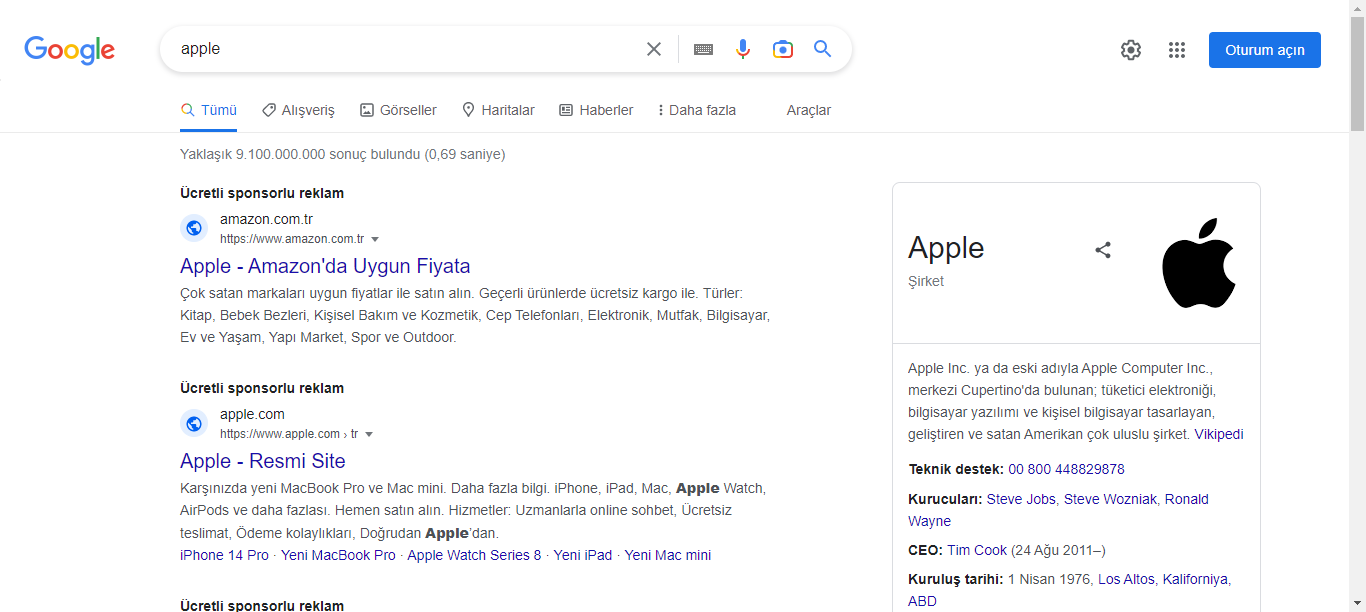 Google
apple
Oturum açın
Tümü
Alışveriş
Görseller
Haritalar
Haberler
Daha fazla
Araçlar
Yaklaşık 9.100.000.000 sonuç bulundu (0,69 saniye)
Ücretli sponsorlu reklam
amazon.com.tr
https://www.amazon.com.tr
Apple - Amazon'da Uygun Fiyata
Çok satan markaları uygun fiyatlar ile satın alın. Geçerli ürünlerde ücretsiz kargo ile. Türler:
Kitap, Bebek Bezleri, Kişisel Bakım ve Kozmetik, Cep Telefonları, Elektronik, Mutfak, Bilgisayar,
Ev ve Yaşam, Yapı Market, Spor ve Outdoor.
Ücretli sponsorlu reklam
apple.com
https://www.apple.com › tr
Apple - Resmi Site
Karşınızda yeni MacBook Pro ve Mac mini. Daha fazla bilgi. iPhone, iPad, Mac, Apple Watch,
AirPods ve daha fazlası. Hemen satın alın. Hizmetler: Uzmanlarla online sohbet, Ücretsiz
teslimat, Ödeme kolaylıkları, Doğrudan Apple’dan.
iPhone 14 Pro · Yeni MacBook Pro · Apple Watch Series 8 · Yeni iPad · Yeni Mac mini
Ücretli sponsorlu reklam
Apple
Şirket
Apple Inc. ya da eski adıyla Apple Computer Inc.,
merkezi Cupertino'da bulunan; tüketici elektroniği,
bilgisayar yazılımı ve kişisel bilgisayar tasarlayan,
geliştiren ve satan Amerikan çok uluslu şirket. Vikipedi
Teknik destek: 00 800 448829878
Kurucuları: Steve Jobs, Steve Wozniak, Ronald
Wayne
CEO: Tim Cook (24 Ağu 2011–)
Kuruluş tarihi: 1 Nisan 1976, Los Altos, Kaliforniya,
ABD